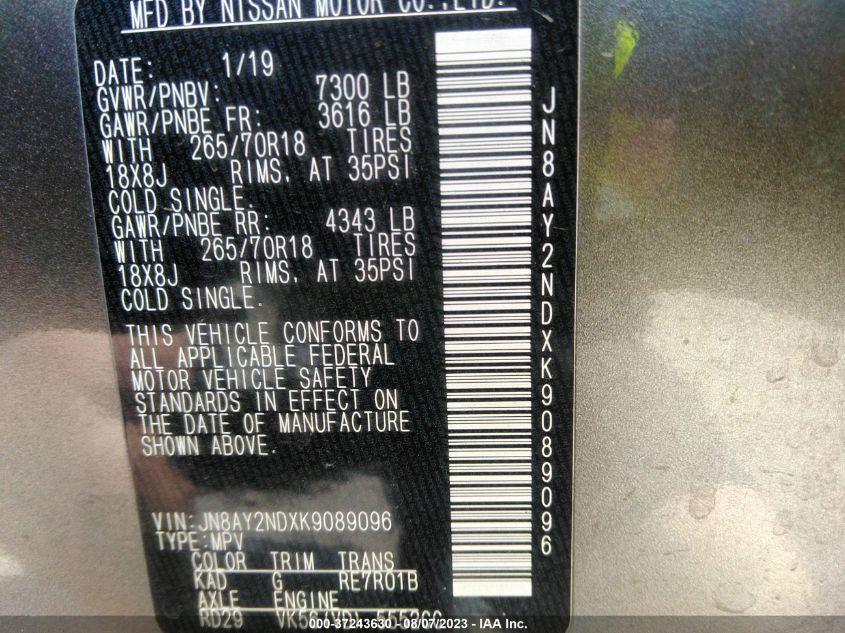 MFD BY NISSAN MOTOR CO.,LTD.
DATE: 1/19
GVWR/PNBV: 7300 LB
GAWR/PNBE FR: 3616 LB
WITH 265/70R18 TIRES
18X8J RIMS, AT 35PSI
COLD SINGLE.
GAWR/PNBE RR: 4343 LB
WITH 265/70R18 TIRES
18X8J RIMS, AT 35PSI
COLD SINGLE.
THIS VEHICLE CONFORMS TO
ALL APPLICABLE FEDERAL
MOTOR VEHICLE SAFETY
STANDARDS IN EFFECT ON
THE DATE OF MANUFACTURE
SHOWN ABOVE.
VIN:JN8AY2NDXK9089096
TYPE:MPV
COLOR TRIM TRANS
KAD G RE7R01B
AXLE ENGINE
RD29 VK56(VD) 5552CC
JN8AY2NDXK9089096
000-37243630 - 08/07/2023 - IAA Inc.